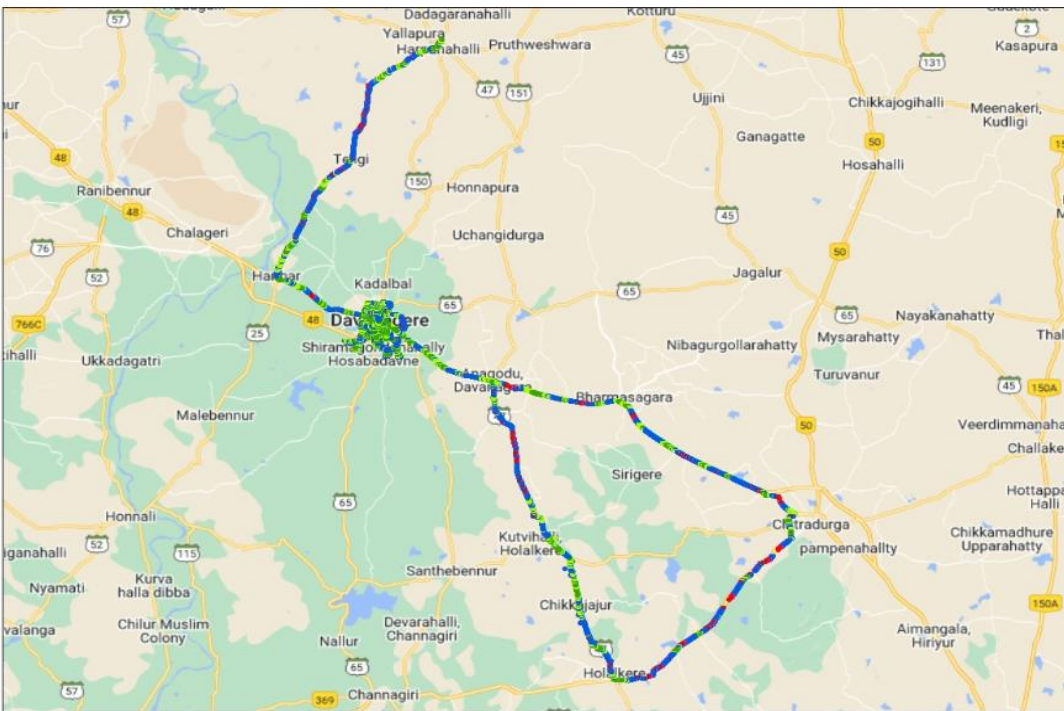 57
Dadagaranahalli
Kotturu
2
Yallapura
Pruthweshwara
Kasapura
45
131
47
151
Ujjini
Chikkajogihalli
Meenakeri,
Kudligi
Ganagatte
50
48
Hosahalli
Ranibennur
150
Honnapura
48
45
Chalageri
Uchangidurga
76
50
52
Kadalbal
Jagalur
65
65
766C
48
65
Nayakanahatty
25
Mysarahatty
Ukkadagatri
Hosabadavne
Nibagurgollarahatty
Turuvanur
Anagodu,
45
150A
Bharmasagara
Malebennur
50
Veerdimmanaha
Challake
Sirigere
65
Hottappa
Halli
Honnali
Chitradurga
52
115
Kutvihalli,
Holalkere
pampenahallty
Chikkamadhure
Upparahatty
iganahalli
Santhebennur
Nyamati
Kurva
halla dibba
Chikkajajur
150A
valanga
Chilur Muslim
Colony
Devarahalli,
Channagiri
Aimangala,
Hiriyur
Nallur
65
Holalkere
57
369
Channagiri